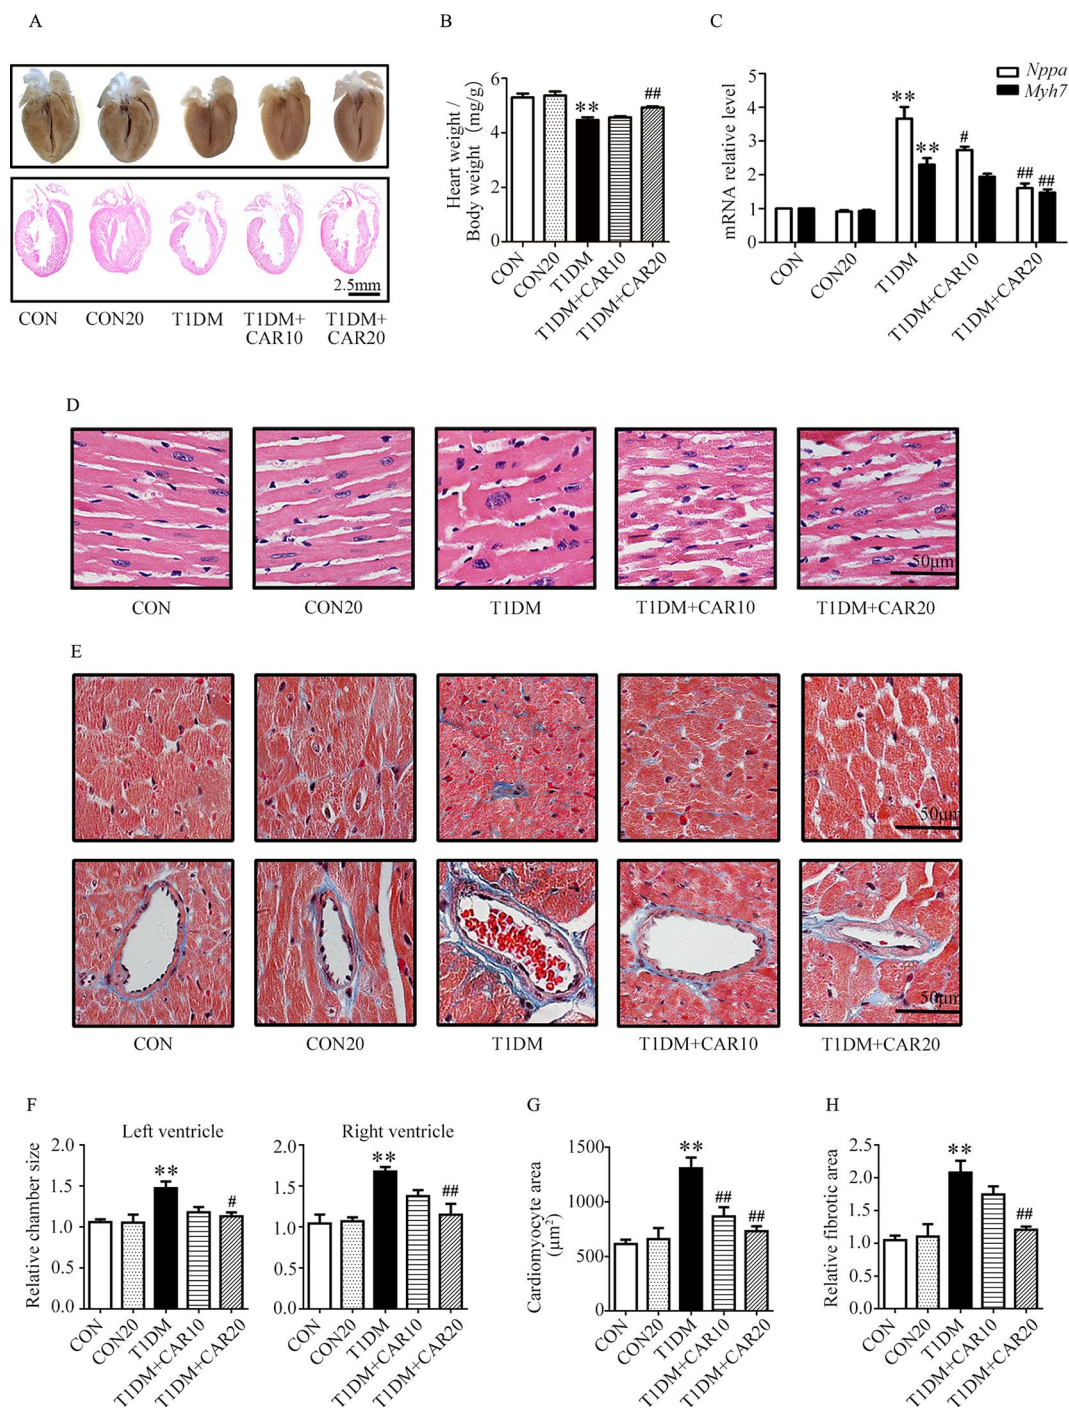 A
2.5mm
CON
CON20
T1DM
T1DM+
CAR10
T1DM+
CAR20
B
Heart weight /
Body weight (mg/g)
6
4
2
0
**
##
CON
CON20
T1DM
T1DM+CAR10
T1DM+CAR20
C
mRNA relative level
5
4
3
2
1
0
Nppa
Myh7
**
**
#
##
##
CON
CON20
T1DM
T1DM+CAR10
T1DM+CAR20
D
50μm
CON
CON20
T1DM
T1DM+CAR10
T1DM+CAR20
E
50μm
50μm
CON
CON20
T1DM
T1DM+CAR10
T1DM+CAR20
F
Left ventricle
Relative chamber size
2.0
1.5
1.0
0.5
0.0
**
#
CON
CON20
T1DM
T1DM+CAR10
T1DM+CAR20
Right ventricle
2.0
1.5
1.0
0.5
0.0
**
##
CON
CON20
T1DM
T1DM+CAR10
T1DM+CAR20
G
Cardiomyocyte area
(μm²)
1500
1000
500
0
**
##
##
CON
CON20
T1DM
T1DM+CAR10
T1DM+CAR20
H
Relative fibrotic area
2.5
2.0
1.5
1.0
0.5
0.0
**
##
CON
CON20
T1DM
T1DM+CAR10
T1DM+CAR20